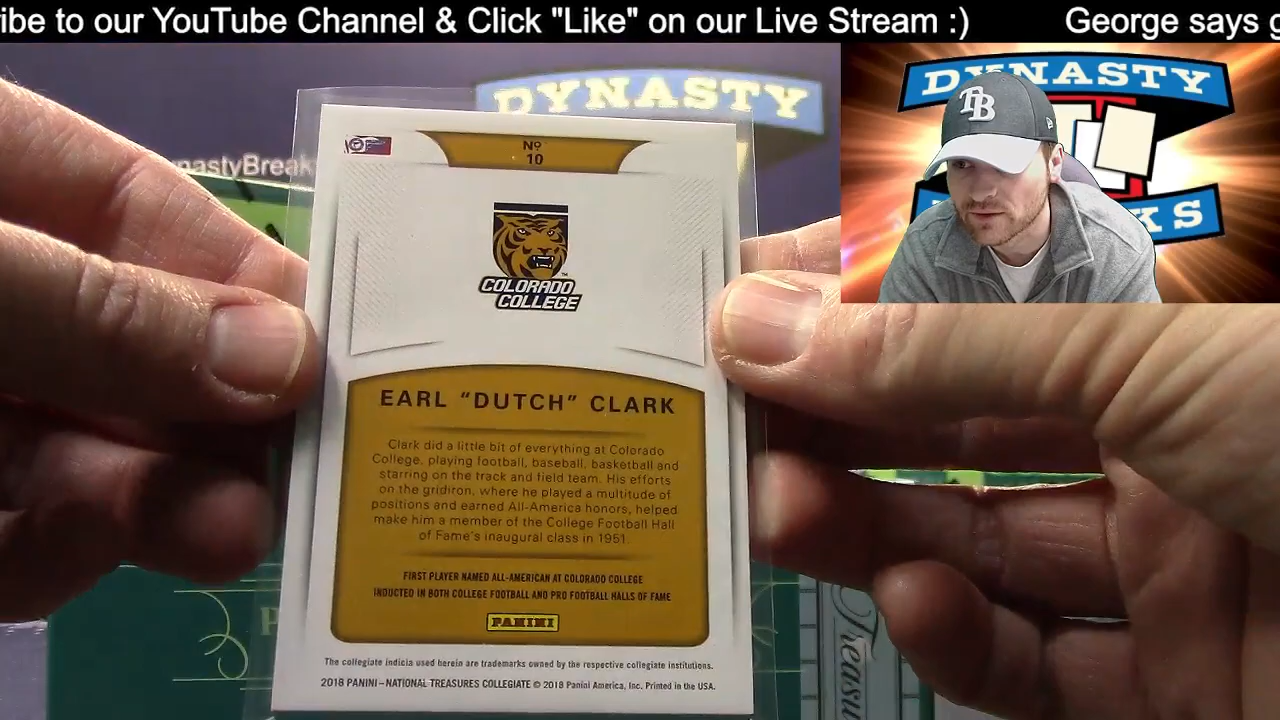 ibe to our YouTube Channel & Click "Like" on our Live Stream :) George says g
DYNASTY
DYNASTY
KS
TB
nastyBreak
Nº
10
COLORADO
COLLEGE
EARL "DUTCH" CLARK
Clark did a little bit of everything at Colorado
College, playing football, baseball, basketball and
starring on the track and field team. His efforts
on the gridiron, where he played a multitude of
positions and earned All-America honors, helped
make him a member of the College Football Hall
of Fame's inaugural class in 1951.
FIRST PLAYER NAMED ALL-AMERICAN AT COLORADO COLLEGE
INDUCTED IN BOTH COLLEGE FOOTBALL AND PRO FOOTBALL HALLS OF FAME
PANINI
The collegiate indicia used herein are trademarks owned by the respective collegiate institutions.
2018 PANINI–NATIONAL TREASURES COLLEGIATE © 2018 Panini America, Inc. Printed in the USA.
Treasu